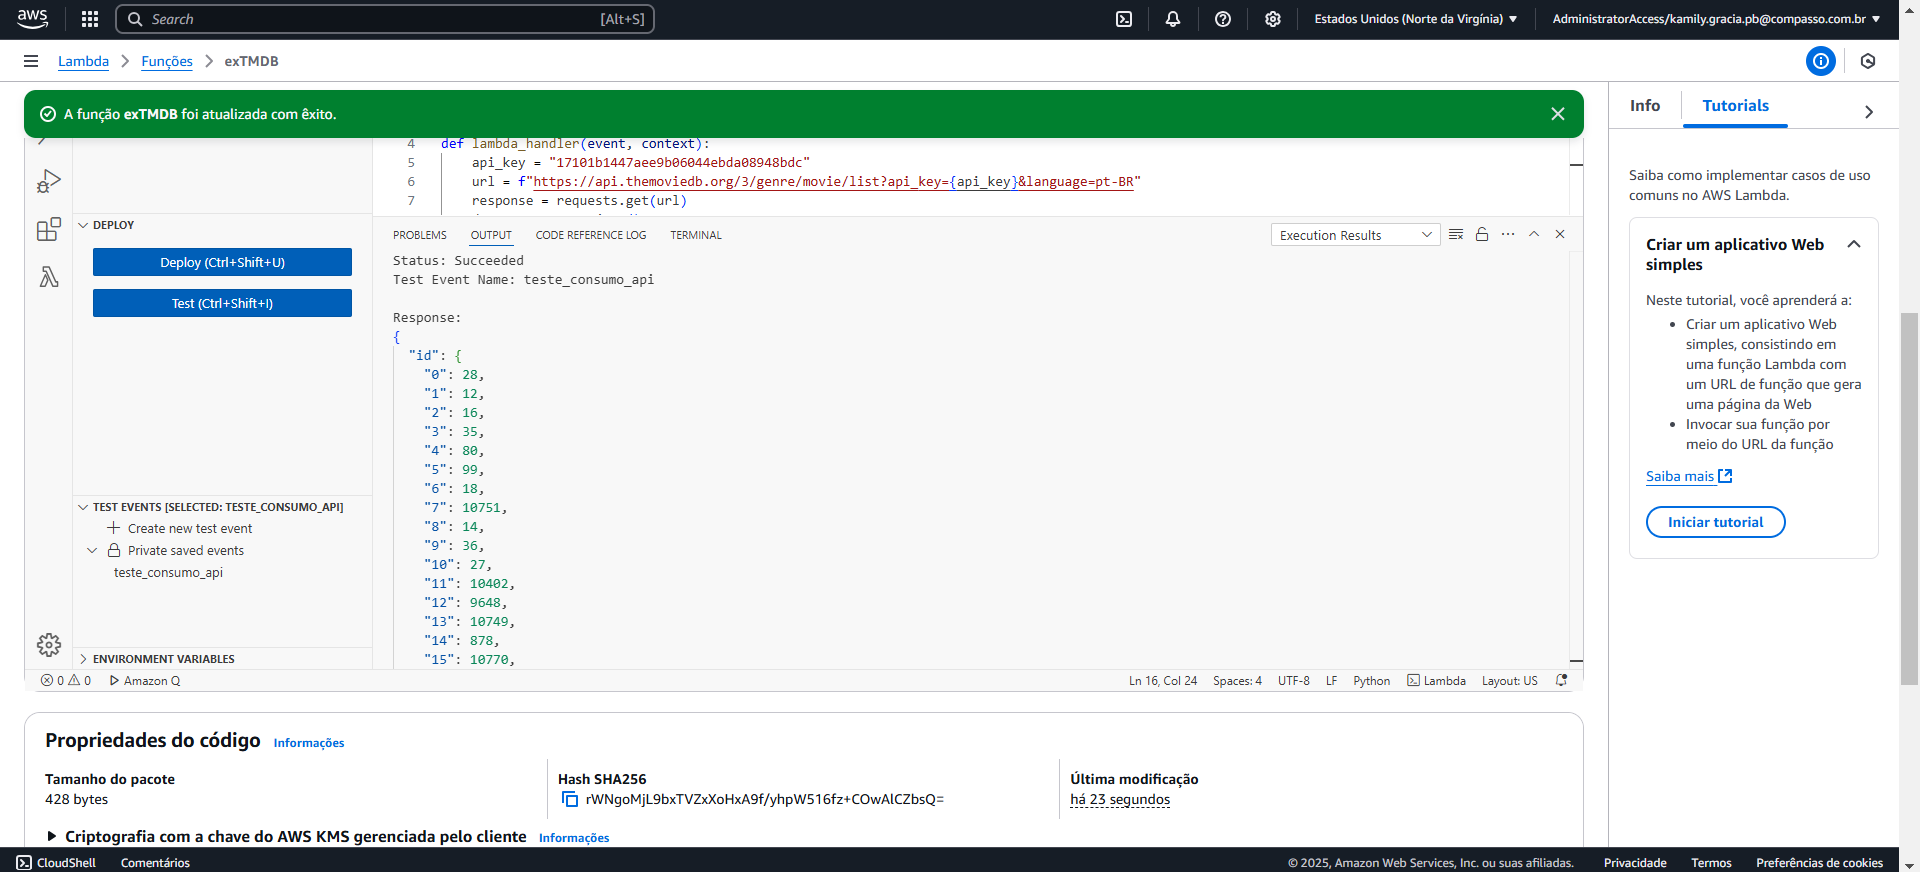 aws
Search
[Alt+S]
Estados Unidos (Norte da Virgínia)
AdministratorAccess/kamily.gracia.pb@compasso.com.br
Lambda
Funções
exTMDB
A função exTMDB foi atualizada com êxito.
4 def lambda_handler(event, context):
5 api_key = "17101b1447aee9b06044ebda08948bdc"
6 url = f"https://api.themoviedb.org/3/genre/movie/list?api_key={api_key}&language=pt-BR"
7 response = requests.get(url)
DEPLOY
Deploy (Ctrl+Shift+U)
Test (Ctrl+Shift+I)
TEST EVENTS [SELECTED: TESTE_CONSUMO_API]
Create new test event
Private saved events
teste_consumo_api
ENVIRONMENT VARIABLES
PROBLEMS
OUTPUT
CODE REFERENCE LOG
TERMINAL
Execution Results
Status: Succeeded
Test Event Name: teste_consumo_api
Response:
{
"id": {
"0": 28,
"1": 12,
"2": 16,
"3": 35,
"4": 80,
"5": 99,
"6": 18,
"7": 10751,
"8": 14,
"9": 36,
"10": 27,
"11": 10402,
"12": 9648,
"13": 10749,
"14": 878,
"15": 10770,
0
0
Amazon Q
Ln 16, Col 24
Spaces: 4
UTF-8
LF
Python
Lambda
Layout: US
Info
Tutorials
Saiba como implementar casos de uso
comuns no AWS Lambda.
Criar um aplicativo Web
simples
Neste tutorial, você aprenderá a:
• Criar um aplicativo Web
simples, consistindo em
uma função Lambda com
um URL de função que gera
uma página da Web
• Invocar sua função por
meio do URL da função
Saiba mais
Iniciar tutorial
Propriedades do código
Informações
Tamanho do pacote
428 bytes
Hash SHA256
rWNgoMjL9bxTVZxXoHxA9f/yhpW516fz+COwAlCZbsQ=
Última modificação
há 23 segundos
Criptografia com a chave do AWS KMS gerenciada pelo cliente
Informações
CloudShell
Comentários
© 2025, Amazon Web Services, Inc. ou suas afiliadas.
Privacidade
Termos
Preferências de cookies